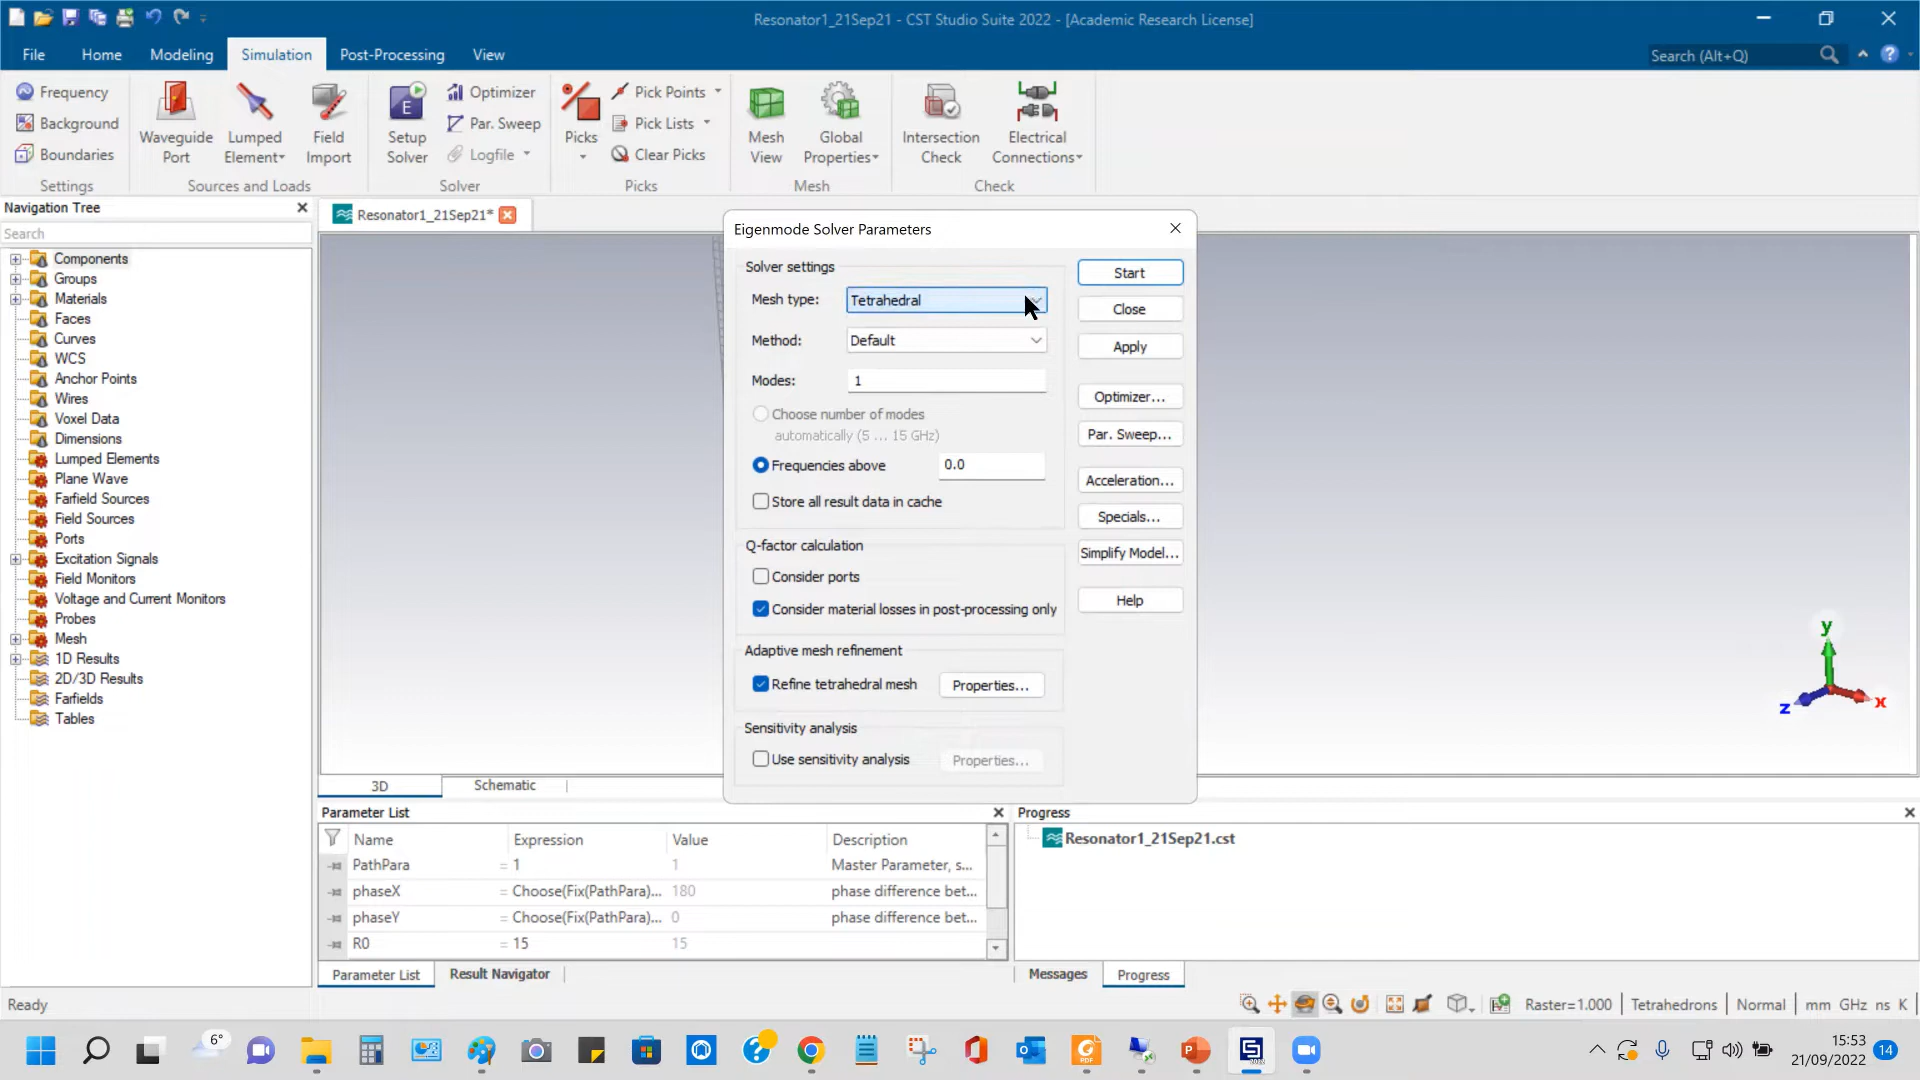 Resonator1_21Sep21 - CST Studio Suite 2022 - [Academic Research License]
File
Home
Modeling
Simulation
Post-Processing
View
Search (Alt+Q)
Frequency
Background
Boundaries
Settings
Waveguide
Port
Lumped
Element
Field
Import
Sources and Loads
E
Setup
Solver
Optimizer
Par. Sweep
Logfile
Solver
Picks
Pick Points
Pick Lists
Clear Picks
Picks
Mesh
View
Global
Properties
Mesh
Intersection
Check
Electrical
Connections
Check
Navigation Tree
Search
Components
Groups
Materials
Faces
Curves
WCS
Anchor Points
Wires
Voxel Data
Dimensions
Lumped Elements
Plane Wave
Farfield Sources
Field Sources
Ports
Excitation Signals
Field Monitors
Voltage and Current Monitors
Probes
Mesh
1D Results
2D/3D Results
Farfields
Tables
Resonator1_21Sep21*
Eigenmode Solver Parameters
Solver settings
Mesh type: Tetrahedral
Method: Default
Modes: 1
Choose number of modes
automatically (5 ... 15 GHz)
Frequencies above 0.0
Store all result data in cache
Q-factor calculation
Consider ports
Consider material losses in post-processing only
Adaptive mesh refinement
Refine tetrahedral mesh Properties...
Sensitivity analysis
Use sensitivity analysis Properties...
Start
Close
Apply
Optimizer...
Par. Sweep...
Acceleration...
Specials...
Simplify Model...
Help
y
z
x
3D
Schematic
Parameter List
Name Expression Value Description
PathPara = 1 1 Master Parameter, s...
phaseX = Choose(Fix(PathPara)... 180 phase difference bet...
phaseY = Choose(Fix(PathPara)... 0 phase difference bet...
R0 = 15 15
Parameter List
Result Navigator
Progress
Resonator1_21Sep21.cst
Messages
Progress
Ready
Raster=1.000 Tetrahedrons Normal mm GHz ns K
6°
15:53
21/09/2022
14